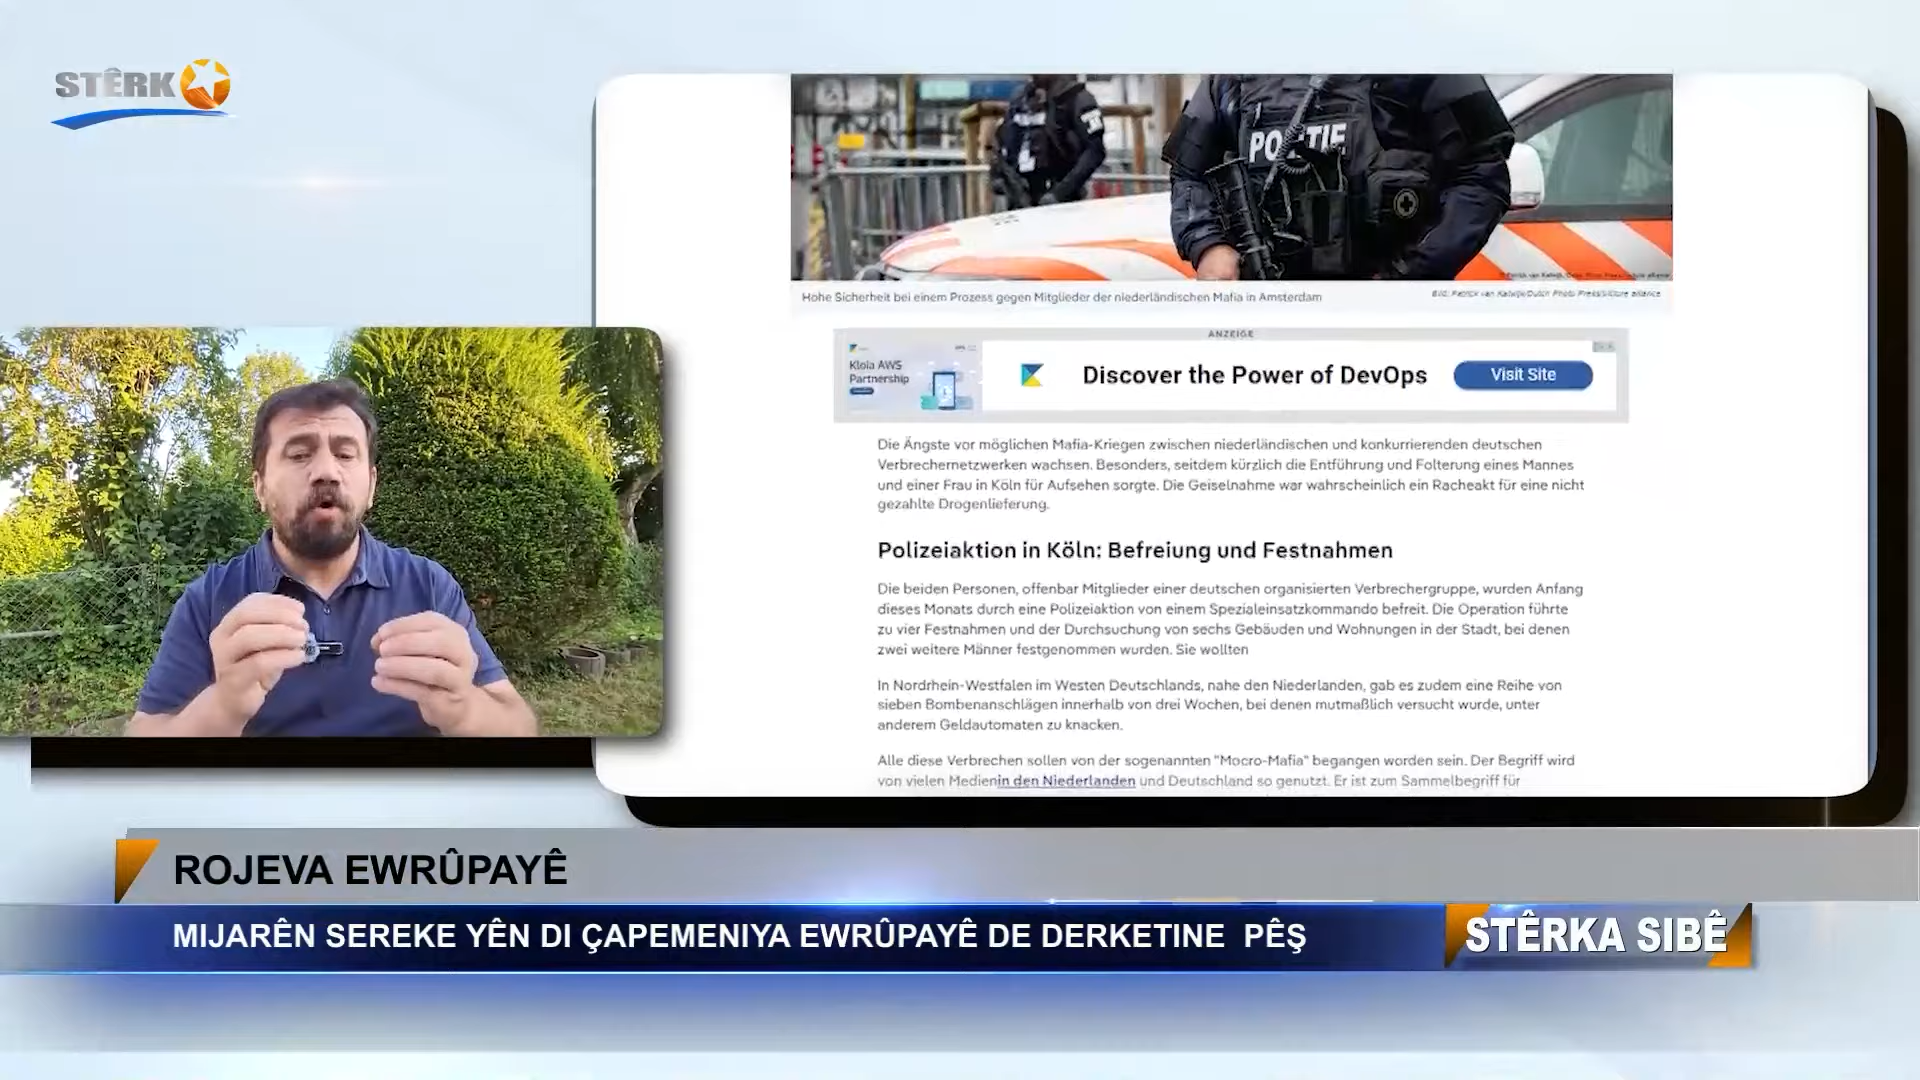 STÊRK
POLITIE
Hohe Sicherheit bei einem Prozess gegen Mitglieder der niederländischen Mafia in Amsterdam
ANZEIGE
Kloia AWS
Partnership
Discover the Power of DevOps
Visit Site
Die Ängste vor möglichen Mafia-Kriegen zwischen niederländischen und konkurrierenden deutschen
Verbrechernetzwerken wachsen. Besonders, seitdem kürzlich die Entführung und Folterung eines Mannes
und einer Frau in Köln für Aufsehen sorgte. Die Geiselnahme war wahrscheinlich ein Racheakt für eine nicht
gezahlte Drogenlieferung.
Polizeiaktion in Köln: Befreiung und Festnahmen
Die beiden Personen, offenbar Mitglieder einer deutschen organisierten Verbrechergruppe, wurden Anfang
dieses Monats durch eine Polizeiaktion von einem Spezialeinsatzkommando befreit. Die Operation führte
zu vier Festnahmen und der Durchsuchung von sechs Gebäuden und Wohnungen in der Stadt, bei denen
zwei weitere Männer festgenommen wurden. Sie wollten
In Nordrhein-Westfalen im Westen Deutschlands, nahe den Niederlanden, gab es zudem eine Reihe von
sieben Bombenanschlägen innerhalb von drei Wochen, bei denen mutmaßlich versucht wurde, unter
anderem Geldautomaten zu knacken.
Alle diese Verbrechen sollen von der sogenannten "Mocro-Mafia" begangen worden sein. Der Begriff wird
von vielen Medien in den Niederlanden und Deutschland so genutzt. Er ist zum Sammelbegriff für
ROJEVA EWRÛPAYÊ
MIJARÊN SEREKE YÊN DI ÇAPEMENIYA EWRÛPAYÊ DE DERKETINE PÊŞ
STÊRKA SIBÊ